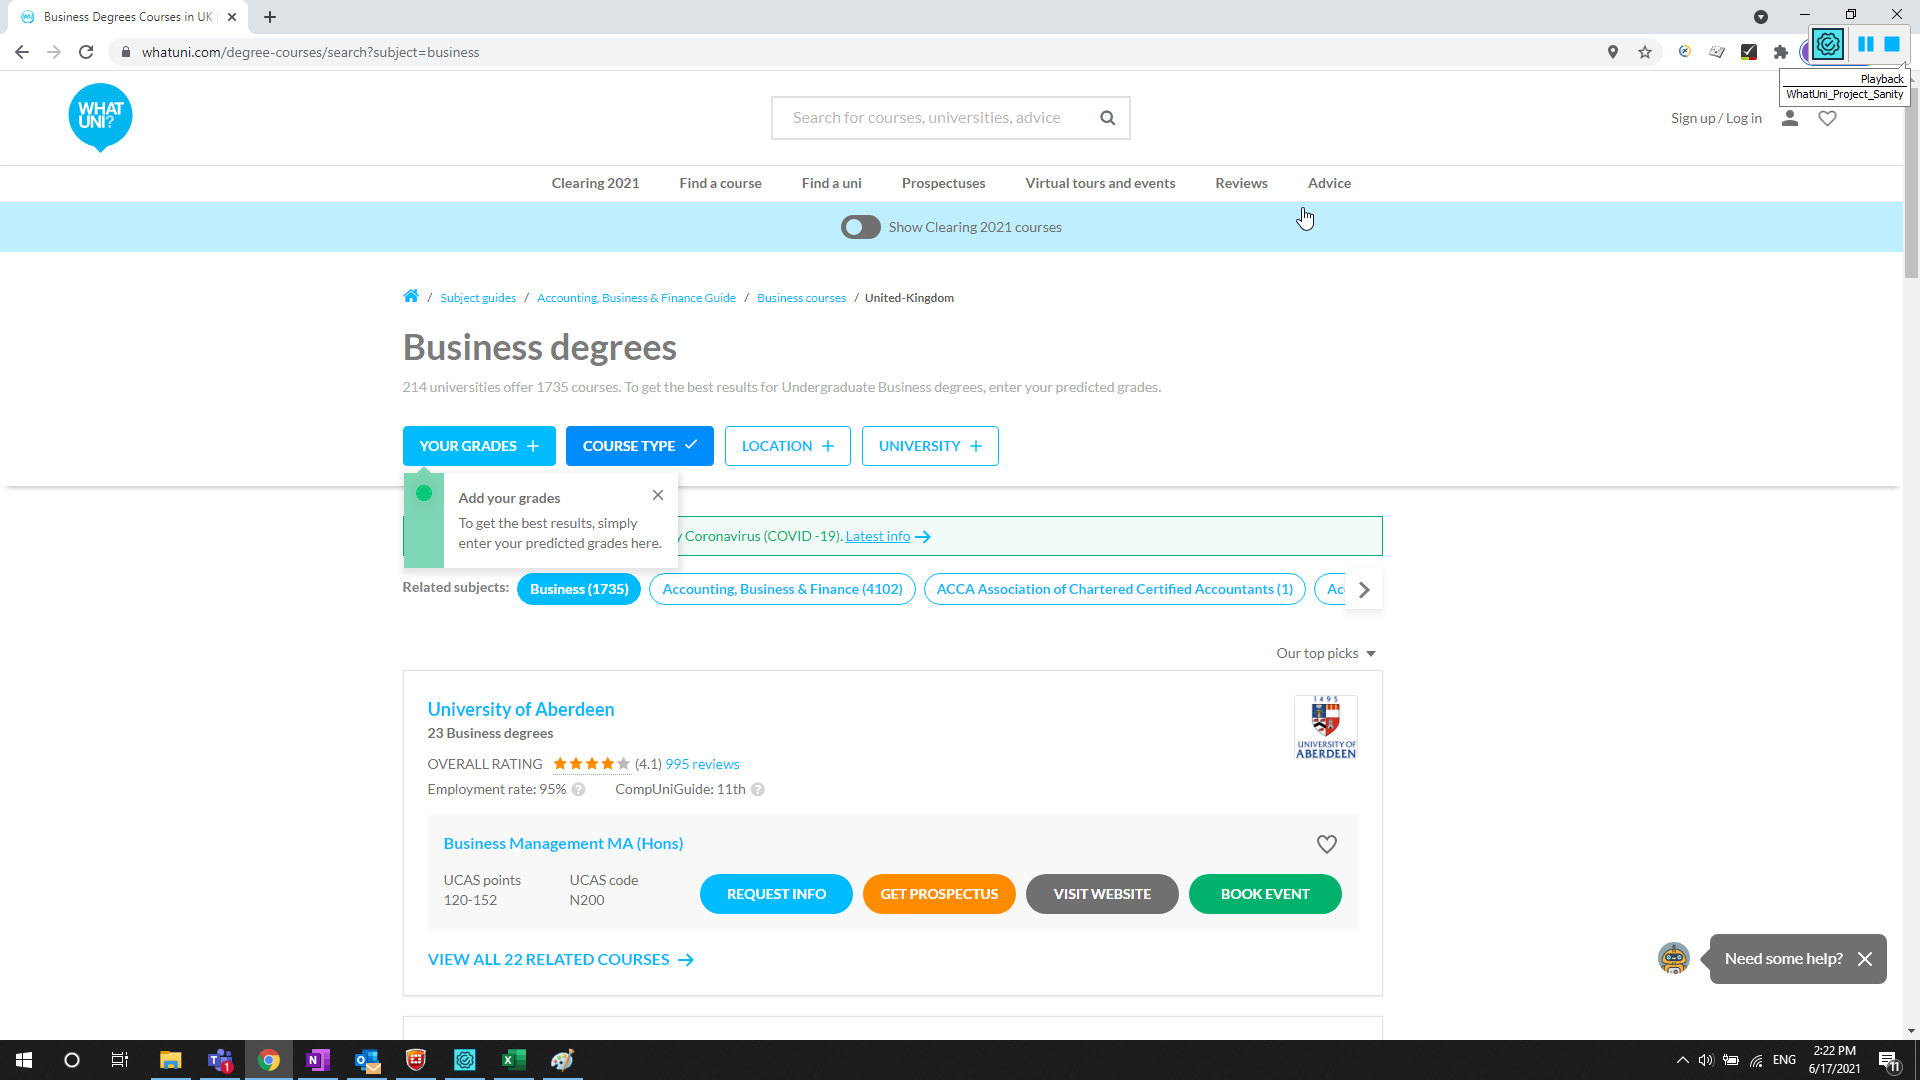 Business Degrees Courses in UK
whatuni.com/degree-courses/search?subject=business
Playback
WhatUni_Project_Sanity
WHAT
UNI?
Search for courses, universities, advice
Sign up / Log in
Clearing 2021
Find a course
Find a uni
Prospectuses
Virtual tours and events
Reviews
Advice
Show Clearing 2021 courses
/ Subject guides / Accounting, Business & Finance Guide / Business courses / United-Kingdom
Business degrees
214 universities offer 1735 courses. To get the best results for Undergraduate Business degrees, enter your predicted grades.
YOUR GRADES
COURSE TYPE
LOCATION
UNIVERSITY
Add your grades
To get the best results, simply
enter your predicted grades here.
y Coronavirus (COVID -19). Latest info
Related subjects:
Business (1735)
Accounting, Business & Finance (4102)
ACCA Association of Chartered Certified Accountants (1)
Ac
Our top picks
University of Aberdeen
23 Business degrees
1495
UNIVERSITY OF
ABERDEEN
OVERALL RATING (4.1) 995 reviews
Employment rate: 95% ?
CompUniGuide: 11th ?
Business Management MA (Hons)
UCAS points
120-152
UCAS code
N200
REQUEST INFO
GET PROSPECTUS
VISIT WEBSITE
BOOK EVENT
VIEW ALL 22 RELATED COURSES
Need some help?
1
ENG
2:22 PM
6/17/2021
11